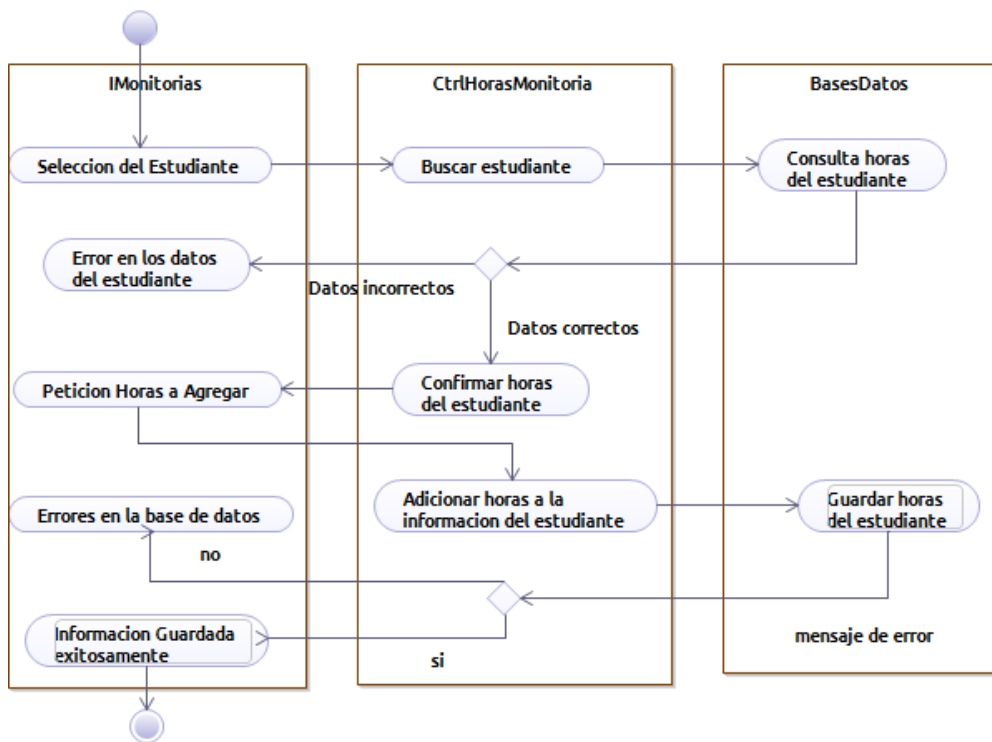 IMonitorias
CtrlHorasMonitoria
BasesDatos
Seleccion del Estudiante
Buscar estudiante
Consulta horas
del estudiante
Error en los datos
del estudiante
Datos incorrectos
Datos correctos
Peticion Horas a Agregar
Confirmar horas
del estudiante
Errores en la base de datos
Adicionar horas a la
informacion del estudiante
Guardar horas
del estudiante
no
Informacion Guardada
exitosamente
si
mensaje de error